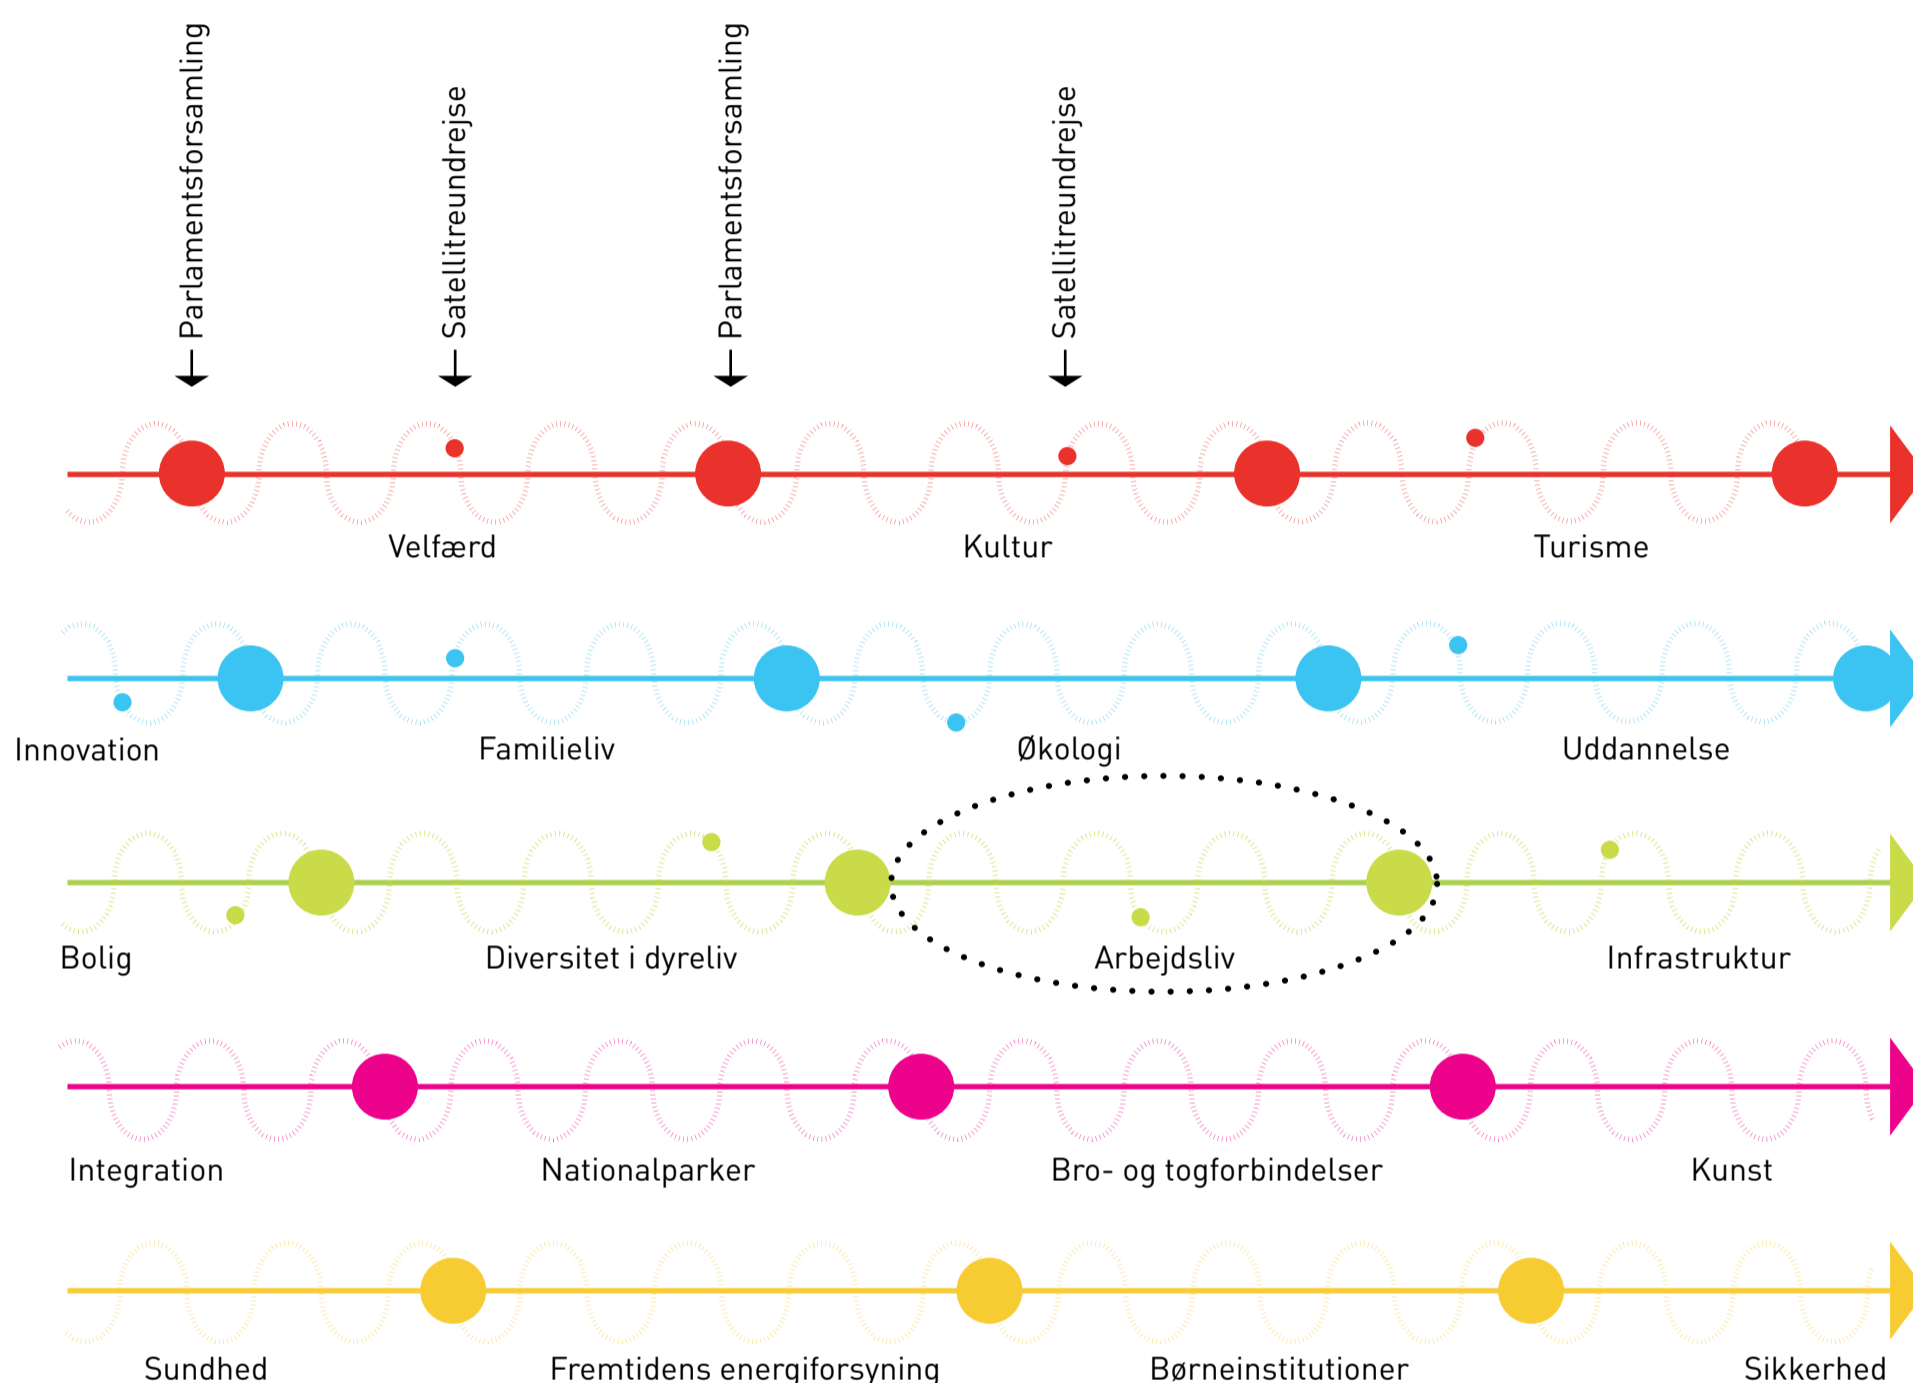 Parlamentsforsamling
Satellitreundrejse
Parlamentsforsamling
Satellitreundrejse
Velfærd
Kultur
Turisme
Innovation
Familieliv
Økologi
Uddannelse
Bolig
Diversitet i dyreliv
Arbejdsliv
Infrastruktur
Integration
Nationalparker
Bro- og togforbindelser
Kunst
Sundhed
Fremtidens energiforsyning
Børneinstitutioner
Sikkerhed